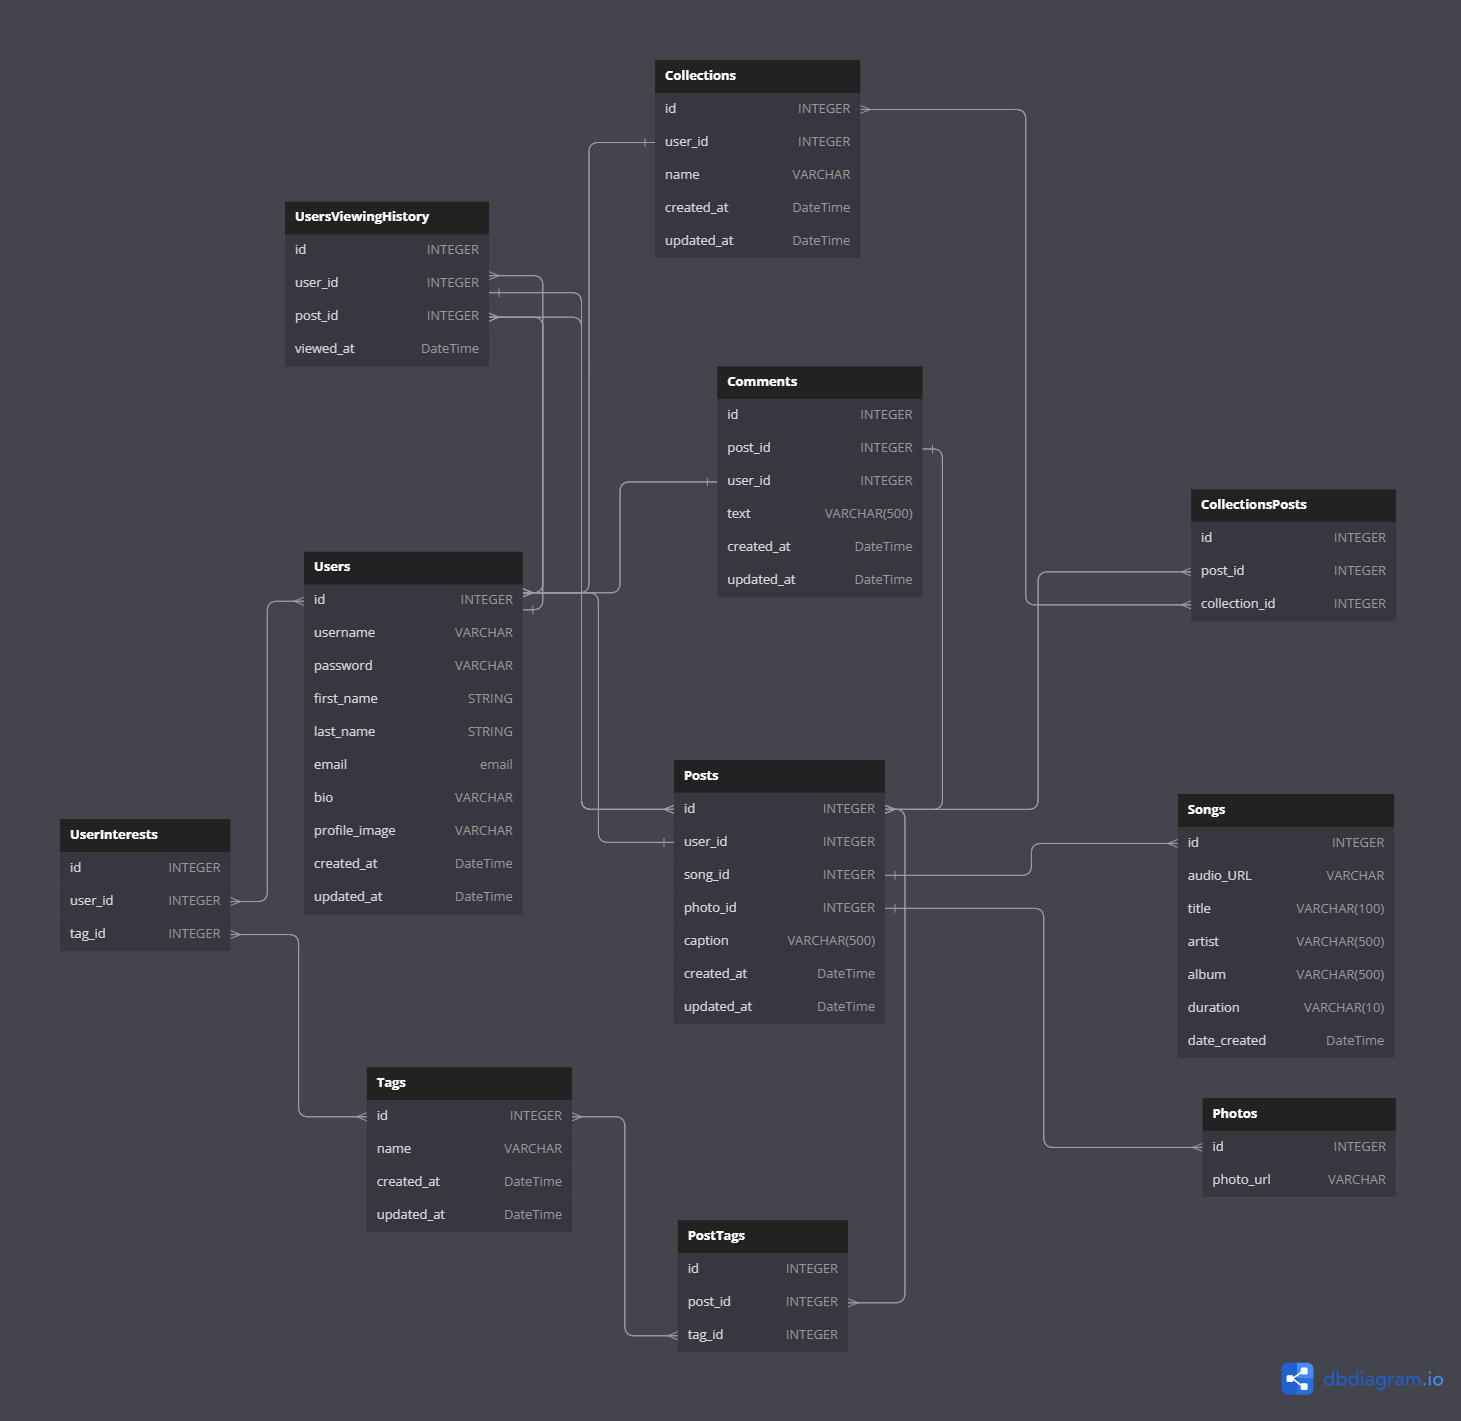 Collections
id INTEGER
user_id INTEGER
name VARCHAR
created_at DateTime
updated_at DateTime
UsersViewingHistory
id INTEGER
user_id INTEGER
post_id INTEGER
viewed_at DateTime
Comments
id INTEGER
post_id INTEGER
user_id INTEGER
text VARCHAR(500)
created_at DateTime
updated_at DateTime
CollectionsPosts
id INTEGER
post_id INTEGER
collection_id INTEGER
Users
id INTEGER
username VARCHAR
password VARCHAR
first_name STRING
last_name STRING
email email
bio VARCHAR
profile_image VARCHAR
created_at DateTime
updated_at DateTime
UserInterests
id INTEGER
user_id INTEGER
tag_id INTEGER
Posts
id INTEGER
user_id INTEGER
song_id INTEGER
photo_id INTEGER
caption VARCHAR(500)
created_at DateTime
updated_at DateTime
Songs
id INTEGER
audio_URL VARCHAR
title VARCHAR(100)
artist VARCHAR(500)
album VARCHAR(500)
duration VARCHAR(10)
date_created DateTime
Tags
id INTEGER
name VARCHAR
created_at DateTime
updated_at DateTime
Photos
id INTEGER
photo_url VARCHAR
PostTags
id INTEGER
post_id INTEGER
tag_id INTEGER
dbdiagram.io